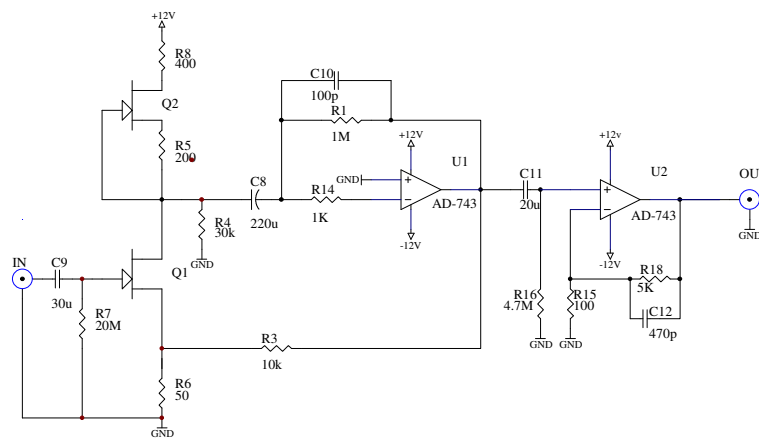 +12V
R8
400
Q2
R5
200
C10
100p
R1
1M
+12V
U1
GND
C8
220u
R14
1K
AD-743
-12V
R4
30k
GND
C11
20u
+12v
U2
AD-743
-12V
OU
GND
IN
C9
30u
Q1
R7
20M
R3
10k
R6
50
GND
R16
4.7M
GND
R15
100
GND
R18
5K
C12
470p